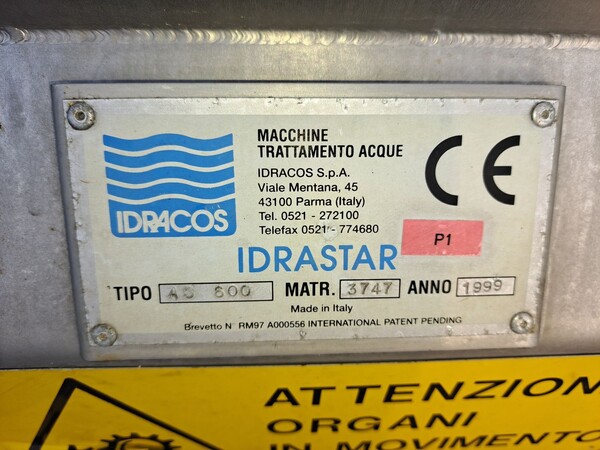 IDRACOS
MACCHINE
TRATTAMENTO ACQUE
IDRACOS S.p.A.
Viale Mentana, 45
43100 Parma (Italy)
Tel. 0521 - 272100
Telefax 0521 - 774680
CE
P1
IDRASTAR
TIPO AS 600 MATR. 3747 ANNO 1999
Made in Italy
Brevetto N° RM97 A000556 INTERNATIONAL PATENT PENDING
ATTENZION
ORGANI
IN MOVIMENTO